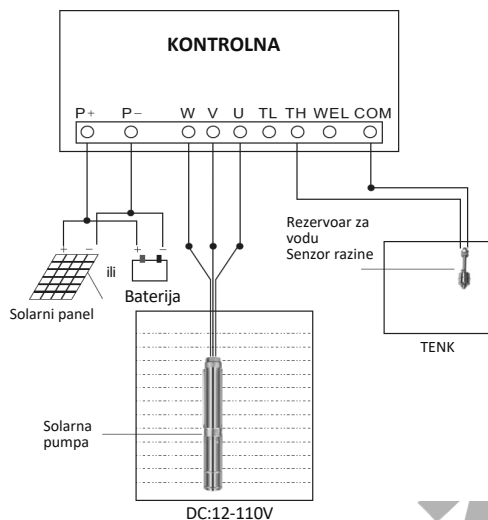 KONTROLNA
P+ P− W V U TL TH WEL COM
+ − + −
ili
Baterija
Solarni panel
Rezervoar za
vodu
Senzor razine
TENK
Solarna
pumpa
DC:12-110V